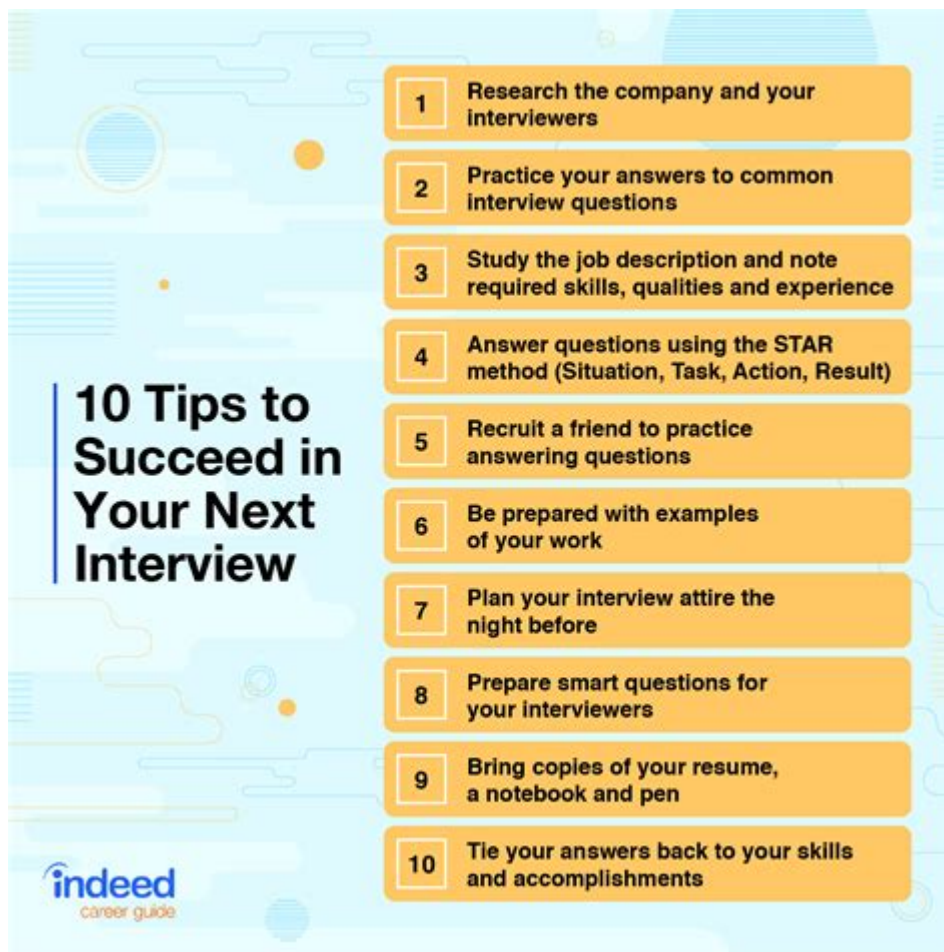 10 Tips to
Succeed in
Your Next
Interview
1
Research the company and your
interviewers
2
Practice your answers to common
interview questions
3
Study the job description and note
required skills, qualities and experience
4
Answer questions using the STAR
method (Situation, Task, Action, Result)
5
Recruit a friend to practice
answering questions
6
Be prepared with examples
of your work
7
Plan your interview attire the
night before
8
Prepare smart questions for
your interviewers
9
Bring copies of your resume,
a notebook and pen
10
Tie your answers back to your skills
and accomplishments
indeed
career guide